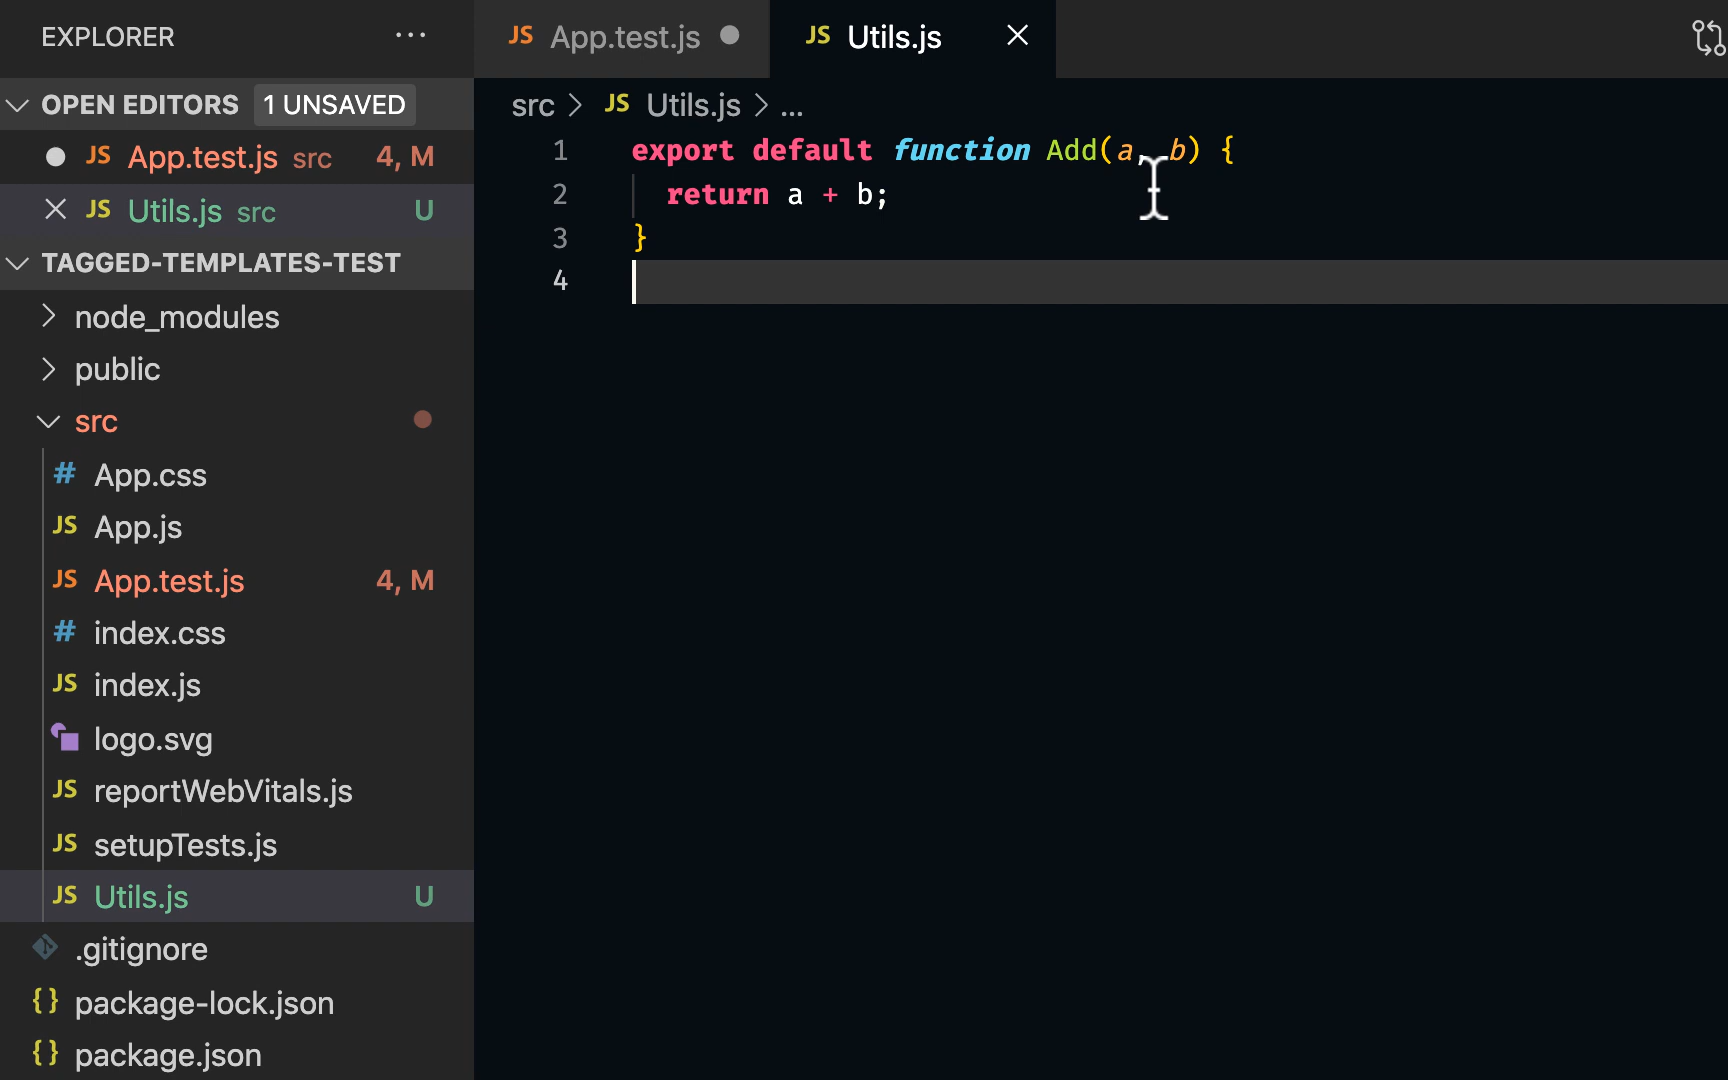 EXPLORER ...
OPEN EDITORS 1 UNSAVED
JS App.test.js src 4, M
JS Utils.js src U
TAGGED-TEMPLATES-TEST
node_modules
public
src
# App.css
JS App.js
JS App.test.js 4, M
# index.css
JS index.js
logo.svg
JS reportWebVitals.js
JS setupTests.js
JS Utils.js U
.gitignore
{} package-lock.json
{} package.json
JS App.test.js
JS Utils.js
src > JS Utils.js > ...
1 export default function Add(a, b) {
2 return a + b;
3 }
4